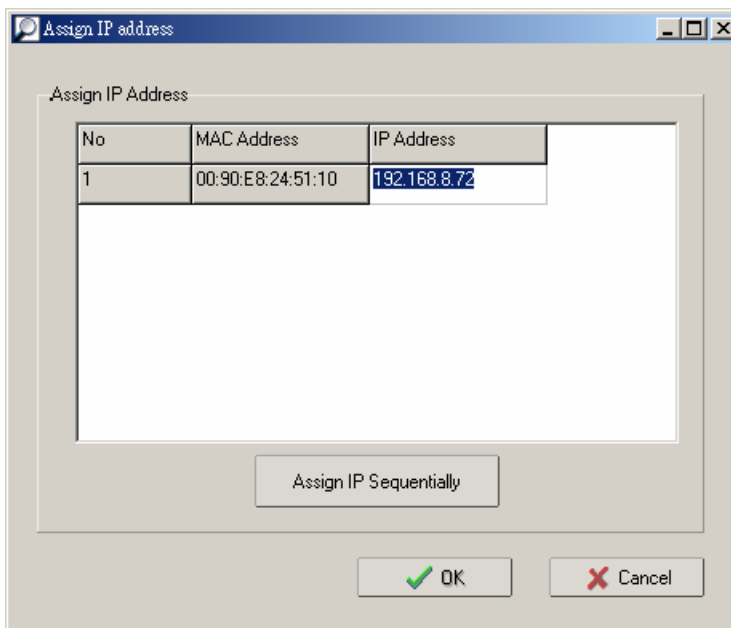 Assign IP address
Assign IP Address
No MAC Address IP Address
1 00:90:E8:24:51:10 192.168.8.72
Assign IP Sequentially
OK Cancel